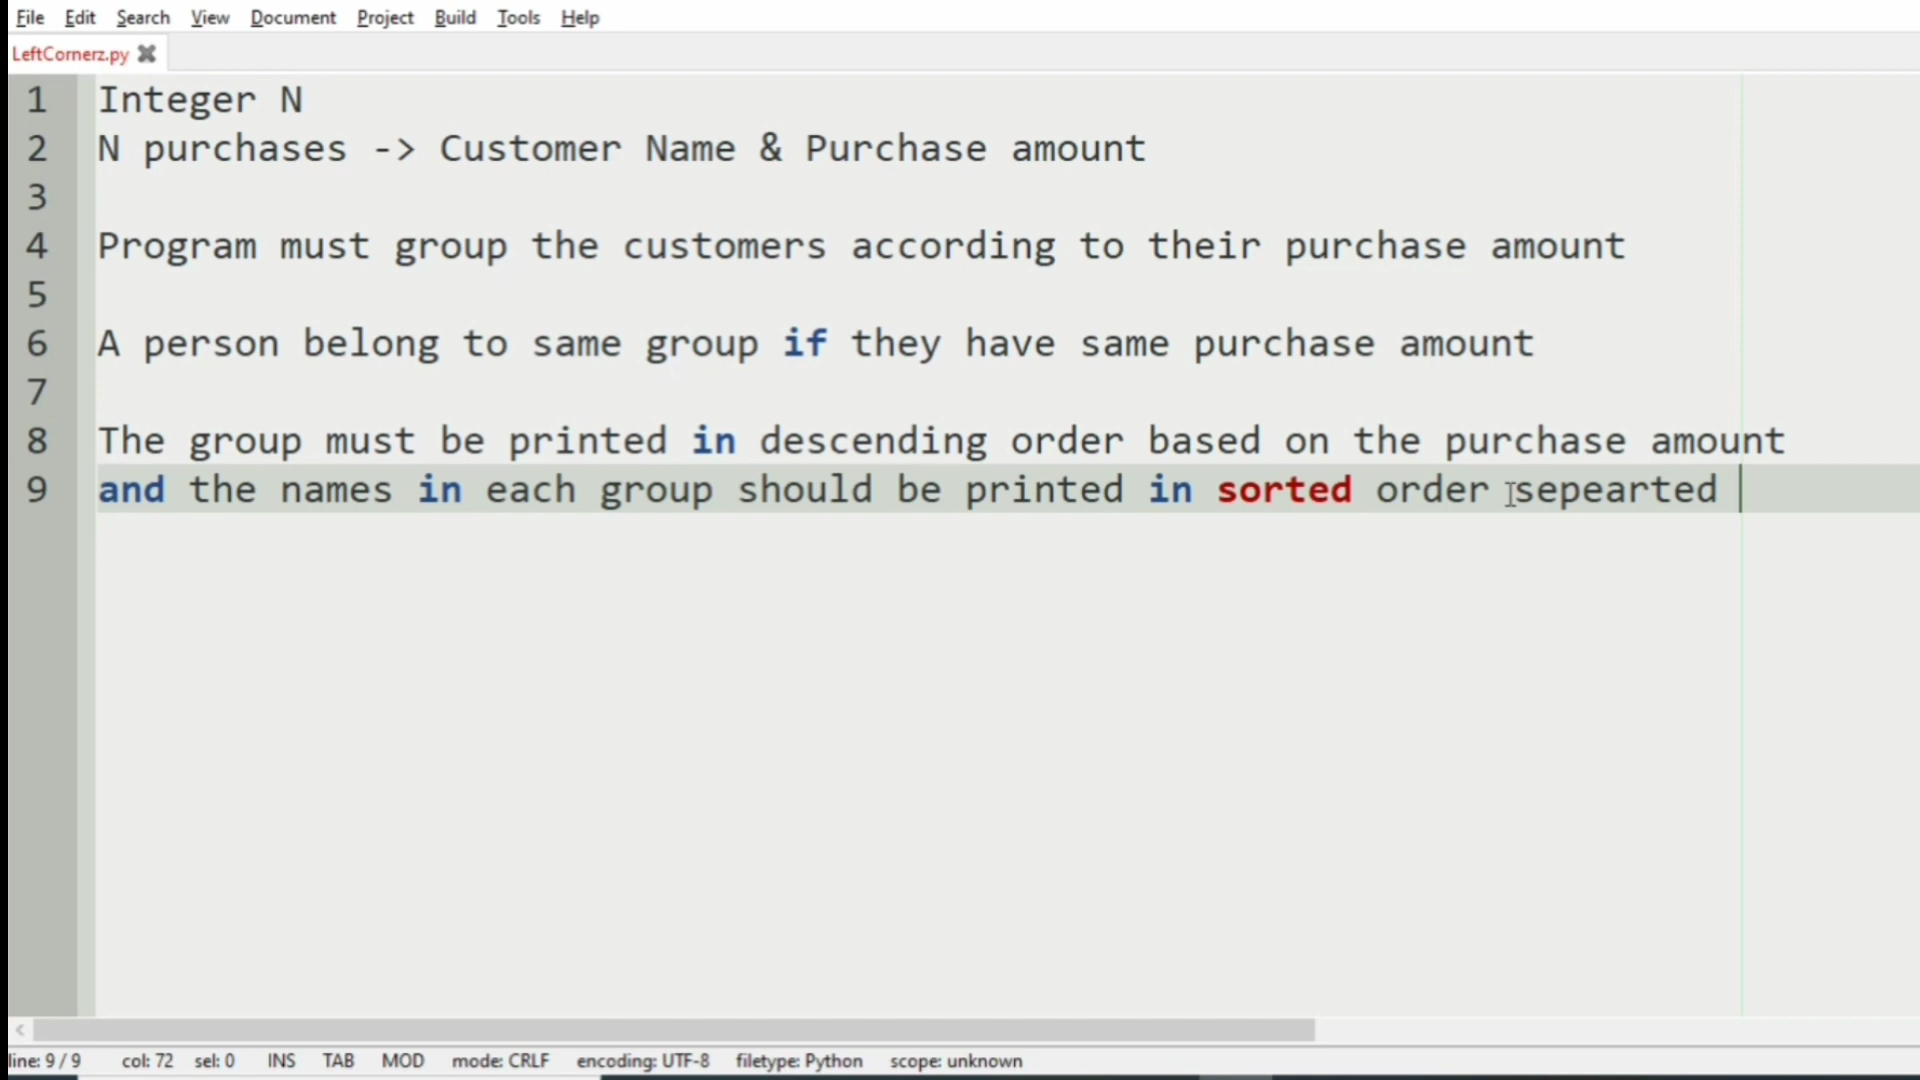 File Edit Search View Document Project Build Tools Help
LeftCornerz.py
1 Integer N
2 N purchases -> Customer Name & Purchase amount
3
4 Program must group the customers according to their purchase amount
5
6 A person belong to same group if they have same purchase amount
7
8 The group must be printed in descending order based on the purchase amount
9 and the names in each group should be printed in sorted order sepearted
line: 9 / 9 col: 72 sel: 0 INS TAB MOD mode: CRLF encoding: UTF-8 filetype: Python scope: unknown